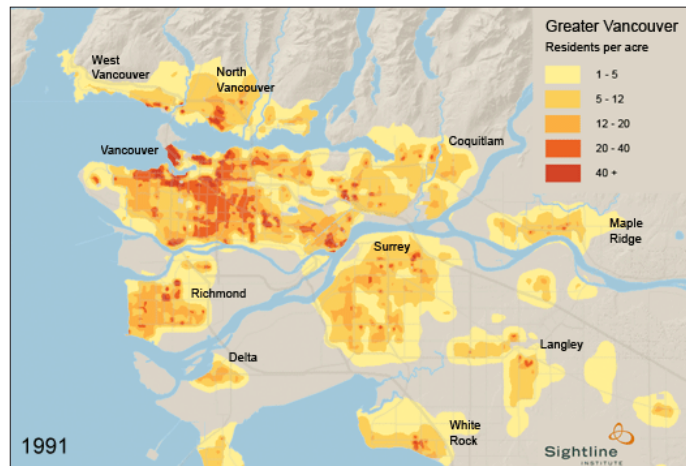 Greater Vancouver
Residents per acre
1 - 5
5 - 12
12 - 20
20 - 40
40 +
West
Vancouver
North
Vancouver
Vancouver
Coquitlam
Maple
Ridge
Surrey
Richmond
Langley
Delta
White
Rock
1991
Sightline
INSTITUTE